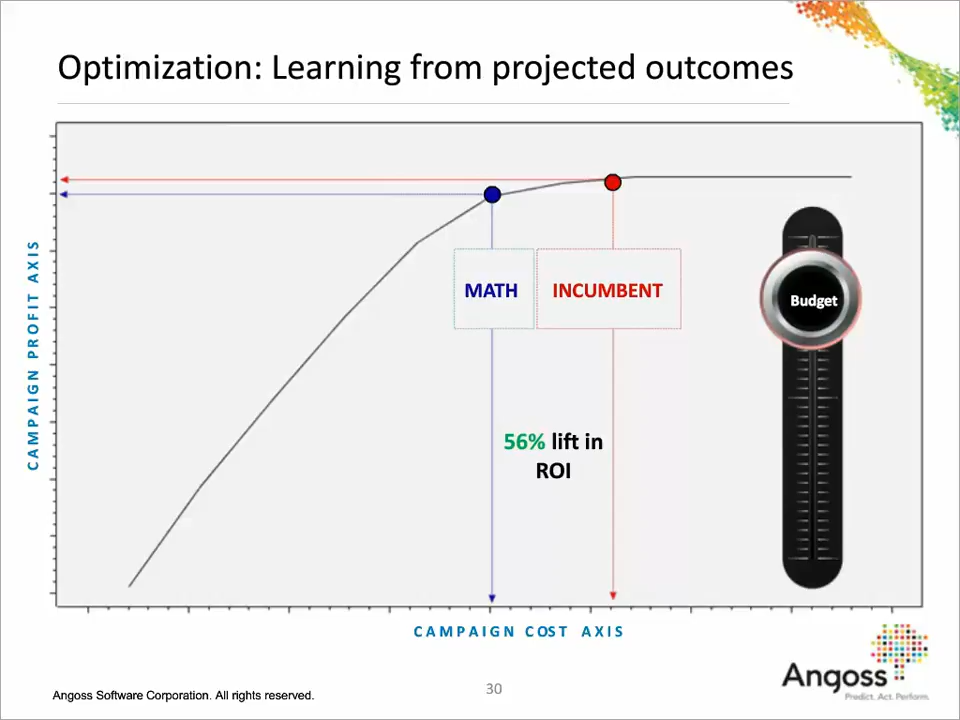 Optimization: Learning from projected outcomes
CAMPAIGN PROFIT AXIS
MATH
INCUMBENT
Budget
56% lift in
ROI
CAMPAIGN COST AXIS
Angoss Software Corporation. All rights reserved.
30
Angoss
Predict. Act. Perform.